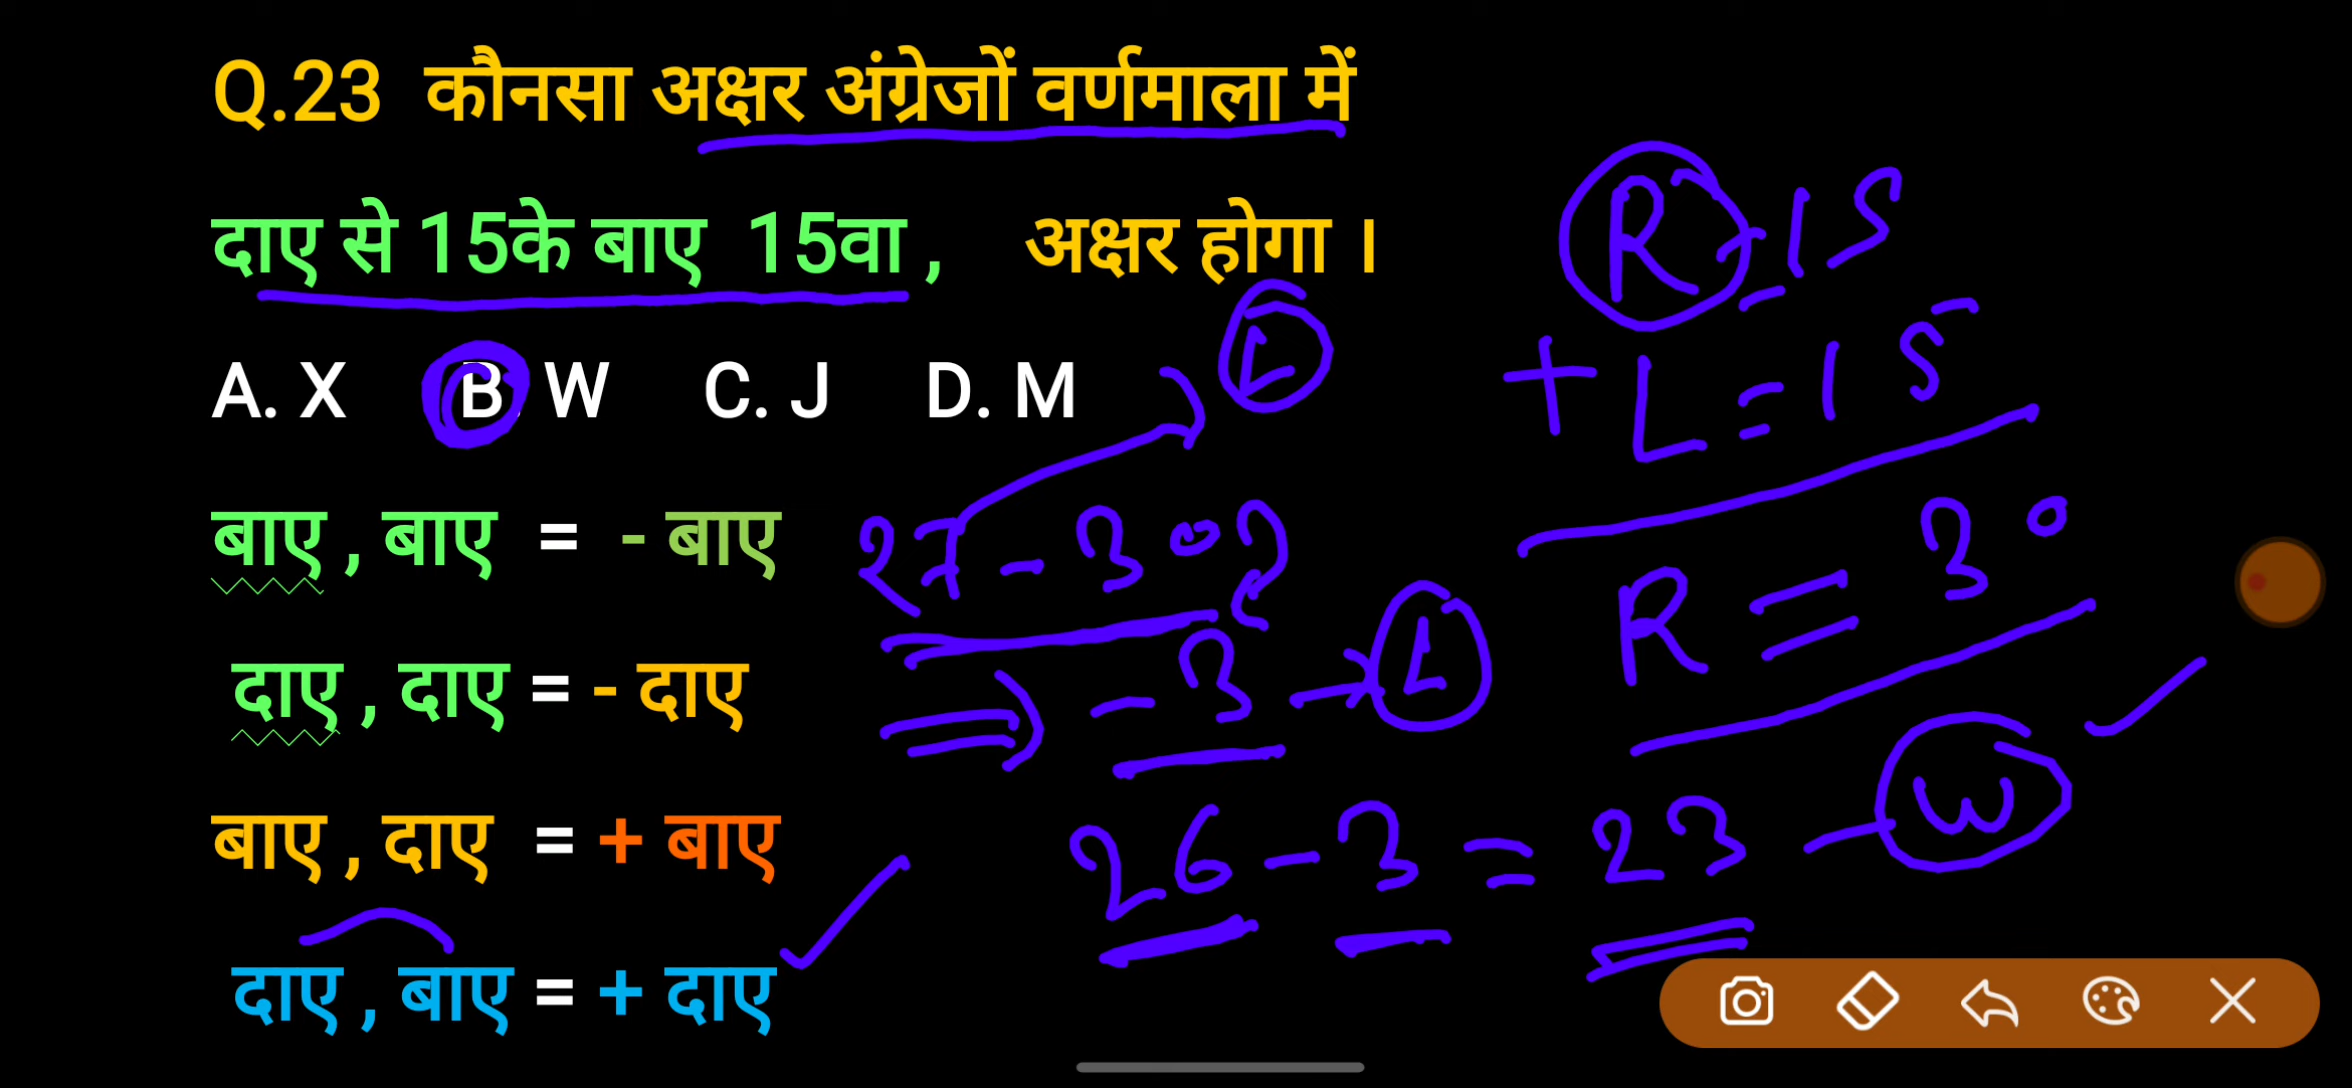 Q.23 कौनसा अक्षर अंग्रेजों वर्णमाला में
दाए से 15के बाए 15वा , अक्षर होगा ।
A. X B. W C. J D. M
बाए , बाए = - बाए
दाए , दाए = - दाए
बाए , दाए = + बाए
दाए , बाए = + दाए
R = 15
+ L = 15
R = 30
L
27 - 30
⇒ - 3 → L
26 - 3 = 23 - W